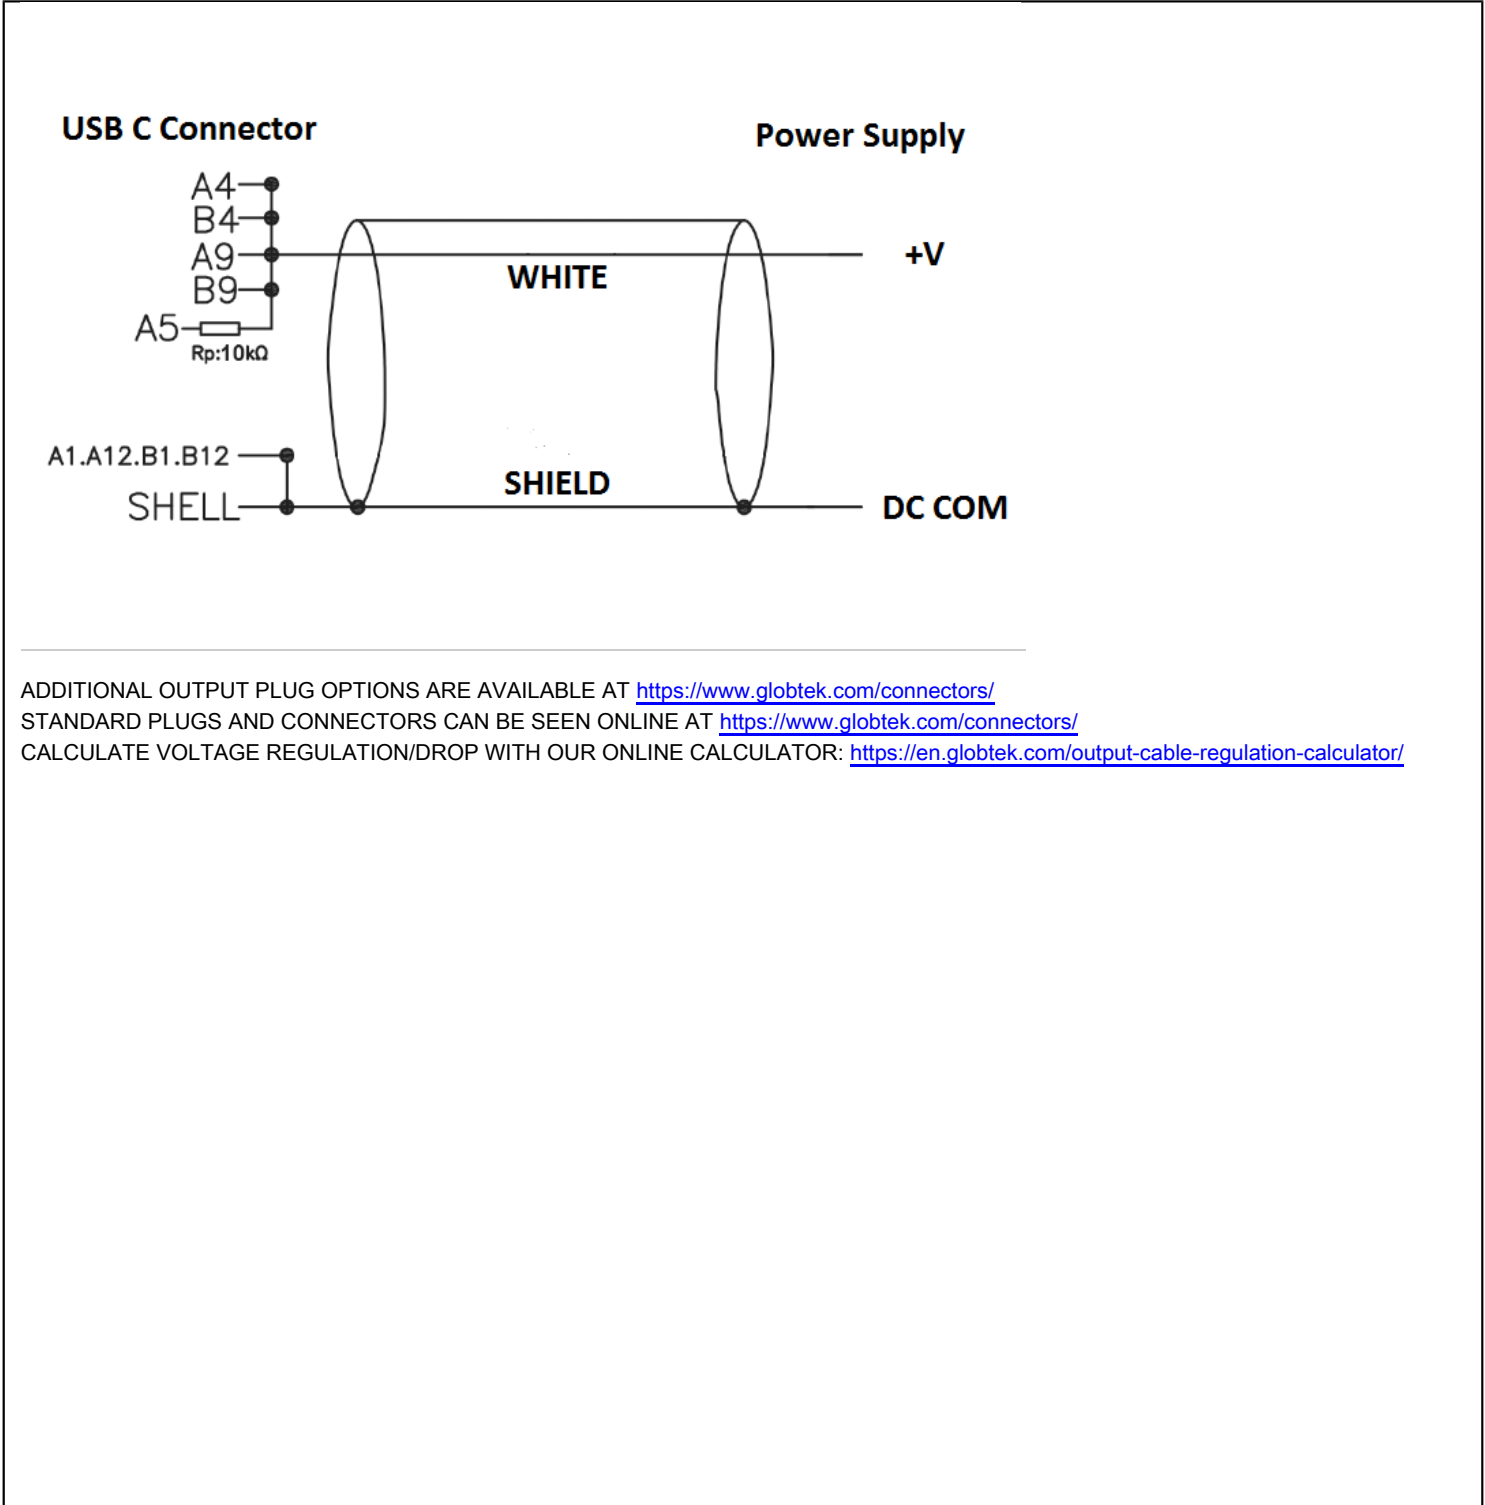 USB C Connector
Power Supply
A4
B4
A9
+V
WHITE
B9
A5
Rp:10kΩ
A1.A12.B1.B12
SHIELD
SHELL
DC COM
ADDITIONAL OUTPUT PLUG OPTIONS ARE AVAILABLE AT https://www.globtek.com/connectors/
STANDARD PLUGS AND CONNECTORS CAN BE SEEN ONLINE AT https://www.globtek.com/connectors/
CALCULATE VOLTAGE REGULATION/DROP WITH OUR ONLINE CALCULATOR: https://en.globtek.com/output-cable-regulation-calculator/